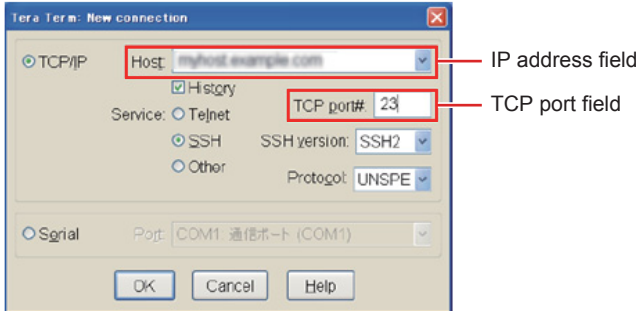 Tera Term: New connection
TCP/IP Host: myhost.example.com IP address field
History
TCP port#: 23 TCP port field
Service: Telnet
SSH SSH version: SSH2
Other
Protocol: UNSPE
Serial Port: COM1: 通信ポート (COM1)
OK Cancel Help